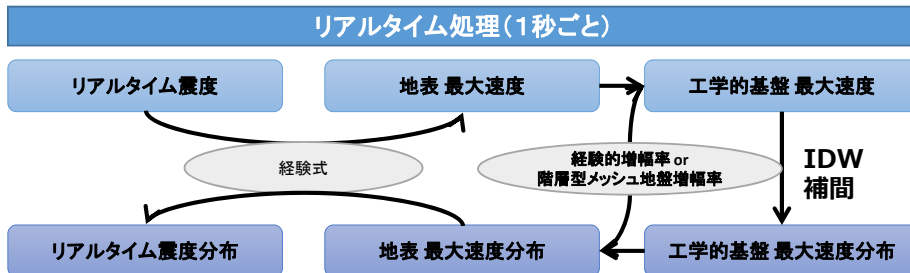 リアルタイム処理(1秒ごと)
リアルタイム震度
地表 最大速度
工学的基盤 最大速度
経験式
経験的増幅率 or
階層型メッシュ地盤増幅率
IDW
補間
リアルタイム震度分布
地表 最大速度分布
工学的基盤 最大速度分布